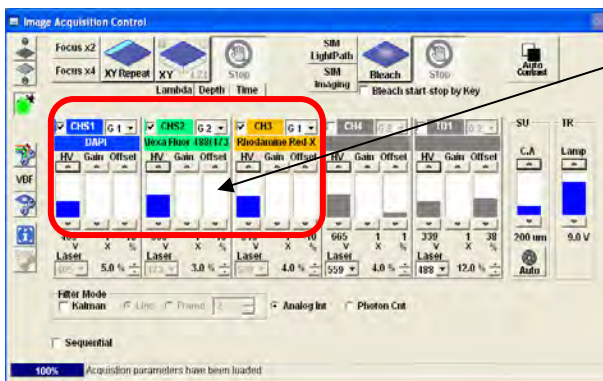 Image Acquisition Control
Focus x2
Focus x4
XY Repeat
XY
Stop
SIM
LightPath
SIM
Imaging
Bleach
Stop
Auto
Contrast
Lambda Depth Time
Bleach start-stop by Key
CHS1 G 1
CHS2 G 2
CH3 G 1
CH4
TD1
SU
TR
DAPI
Alexa Fluor 488(473
Rhodamine Red-X
HV Gain Offset
HV Gain Offset
HV Gain Offset
HV Gain Offset
HV Gain Offset
C.A
Lamp
VBF
665 1 1
339 1 38
200 um
9.0 V
V X %
V X %
V X %
V X %
V X %
Laser
Laser
Laser
Laser
Laser
5.0 %
3.0 %
4.0 %
559 4.0 %
488 12.0 %
Auto
Filter Mode
Kalman Line Frame 2 Analog Int Photon Cnt
Sequential
100% Acquistion parameters have been loaded